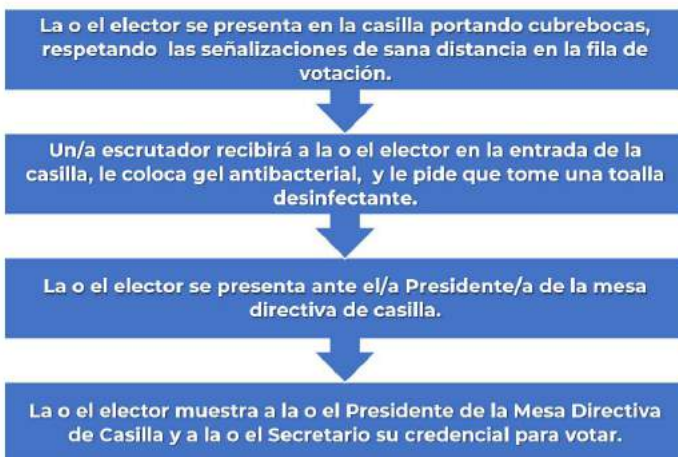 La o el elector se presenta en la casilla portando cubrebocas,
respetando las señalizaciones de sana distancia en la fila de
votación.
Un/a escrutador recibirá a la o el elector en la entrada de la
casilla, le coloca gel antibacterial, y le pide que tome una toalla
desinfectante.
La o el elector se presenta ante el/a Presidente/a de la mesa
directiva de casilla.
La o el elector muestra a la o el Presidente de la Mesa Directiva
de Casilla y a la o el Secretario su credencial para votar.